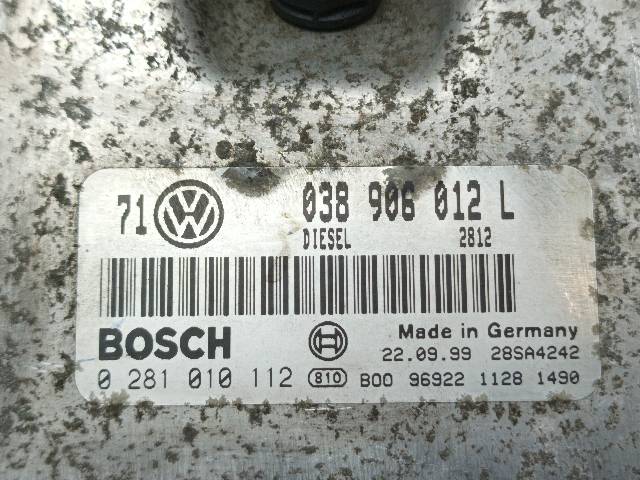 71 VW 038 906 012 L
DIESEL 2812
BOSCH Made in Germany
22.09.99 28SA4242
0 281 010 112 810 B00 96922 1128 1490